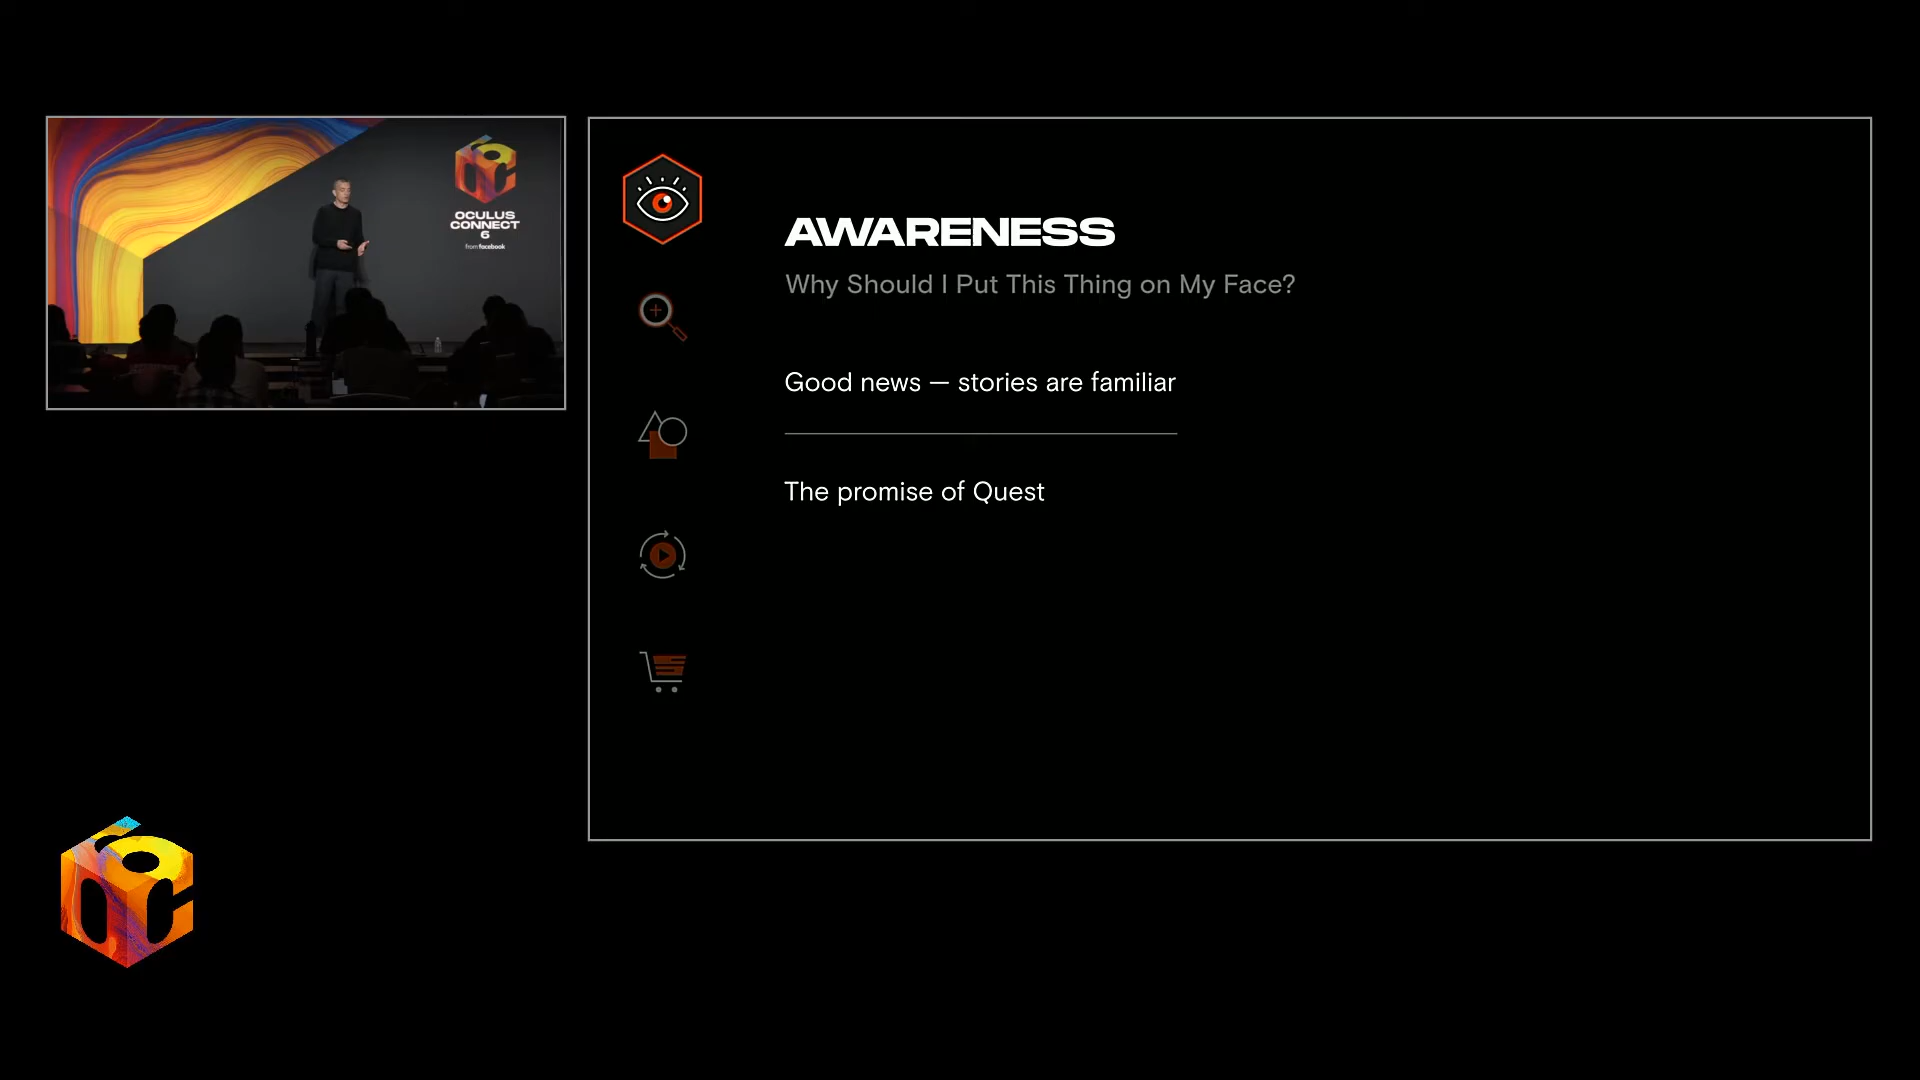 OCULUS
CONNECT
6
from facebook
AWARENESS
Why Should I Put This Thing on My Face?
Good news — stories are familiar
The promise of Quest